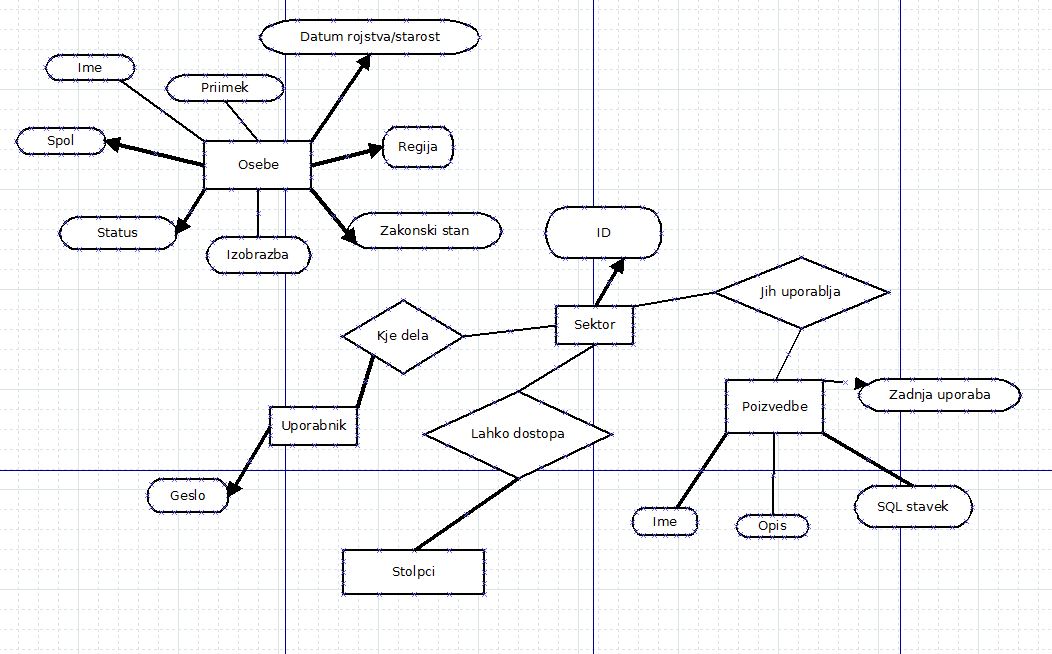 Datum rojstva/starost
Ime
Priimek
Spol
Regija
Osebe
Status
Zakonski stan
Izobrazba
ID
Jih uporablja
Sektor
Kje dela
Zadnja uporaba
Poizvedbe
Uporabnik
Lahko dostopa
Geslo
SQL stavek
Ime
Opis
Stolpci